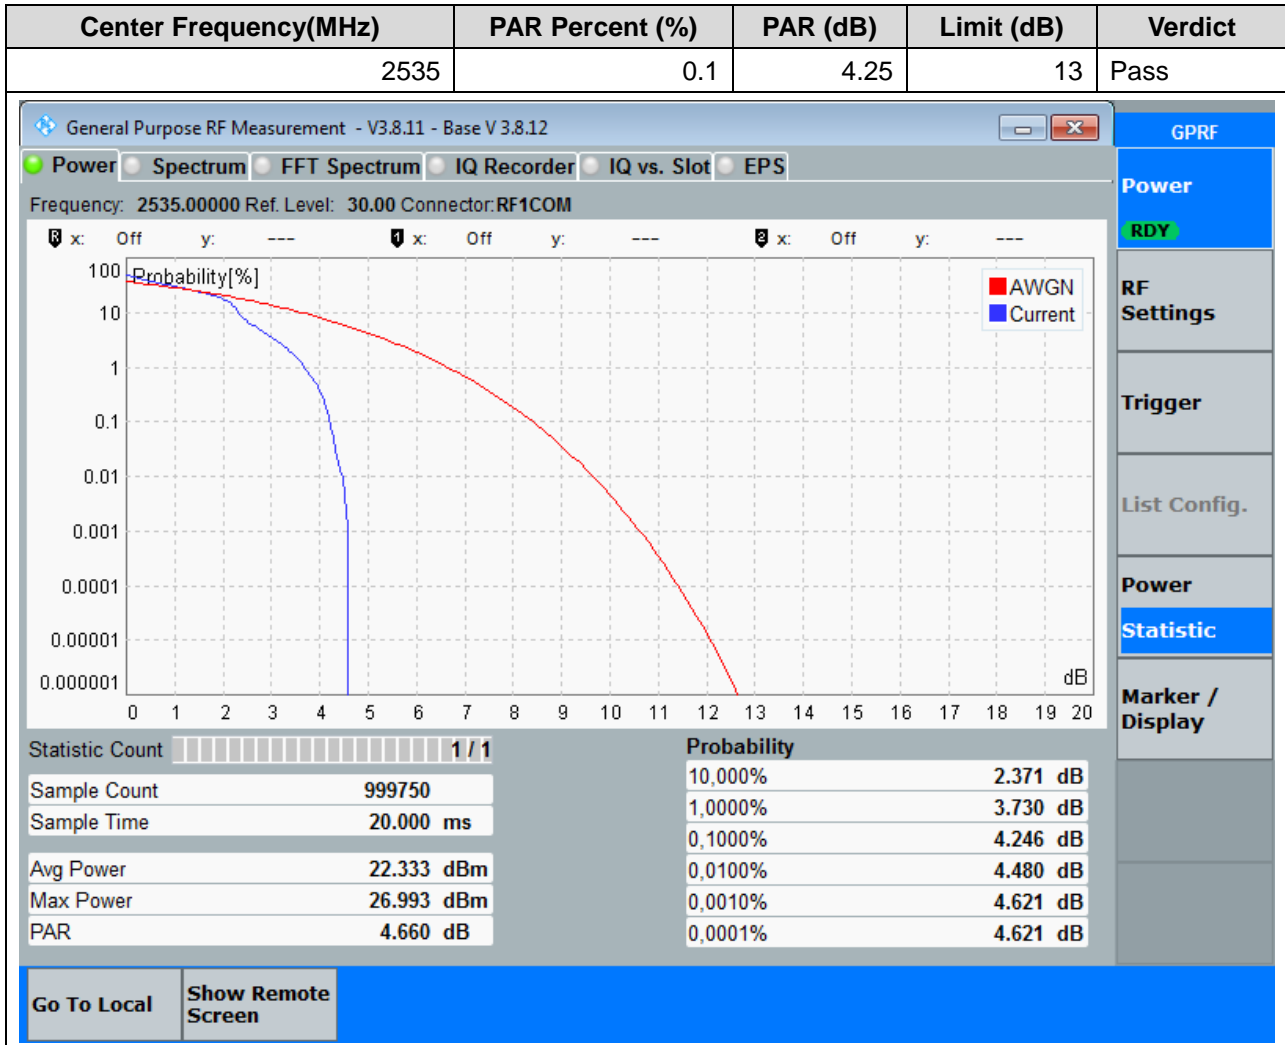 Center Frequency(MHz) PAR Percent (%) PAR (dB) Limit (dB) Verdict
2535 0.1 4.25 13 Pass
General Purpose RF Measurement - V3.8.11 - Base V 3.8.12
GPRF
Power Spectrum FFT Spectrum IQ Recorder IQ vs. Slot EPS
Power
RDY
Frequency: 2535.00000 Ref. Level: 30.00 Connector:RF1COM
R x: Off y: --- 1 x: Off y: --- 2 x: Off y: ---
Probability[%]
AWGN
Current
100
10
1
0.1
0.01
0.001
0.0001
0.00001
0.000001
dB
0 1 2 3 4 5 6 7 8 9 10 11 12 13 14 15 16 17 18 19 20
RF
Settings
Trigger
List Config.
Power
Statistic
Marker /
Display
Statistic Count 1 / 1
Sample Count 999750
Sample Time 20.000 ms
Avg Power 22.333 dBm
Max Power 26.993 dBm
PAR 4.660 dB
Probability
10,000% 2.371 dB
1,0000% 3.730 dB
0,1000% 4.246 dB
0,0100% 4.480 dB
0,0010% 4.621 dB
0,0001% 4.621 dB
Go To Local
Show Remote
Screen